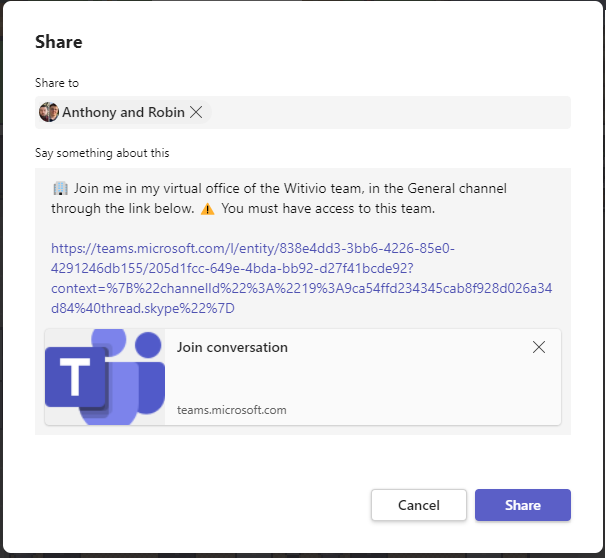 Share
Share to
Anthony and Robin
Say something about this
🏢 Join me in my virtual office of the Witivio team, in the General channel
through the link below. ⚠️ You must have access to this team.
https://teams.microsoft.com/l/entity/838e4dd3-3bb6-4226-85e0-
4291246db155/205d1fcc-649e-4bda-bb92-d27f41bcde92?
context=%7B%22channelId%22%3A%2219%3A9ca54ffd234345cab8f928d026a34
d84%40thread.skype%22%7D
T
Join conversation
teams.microsoft.com
Cancel
Share